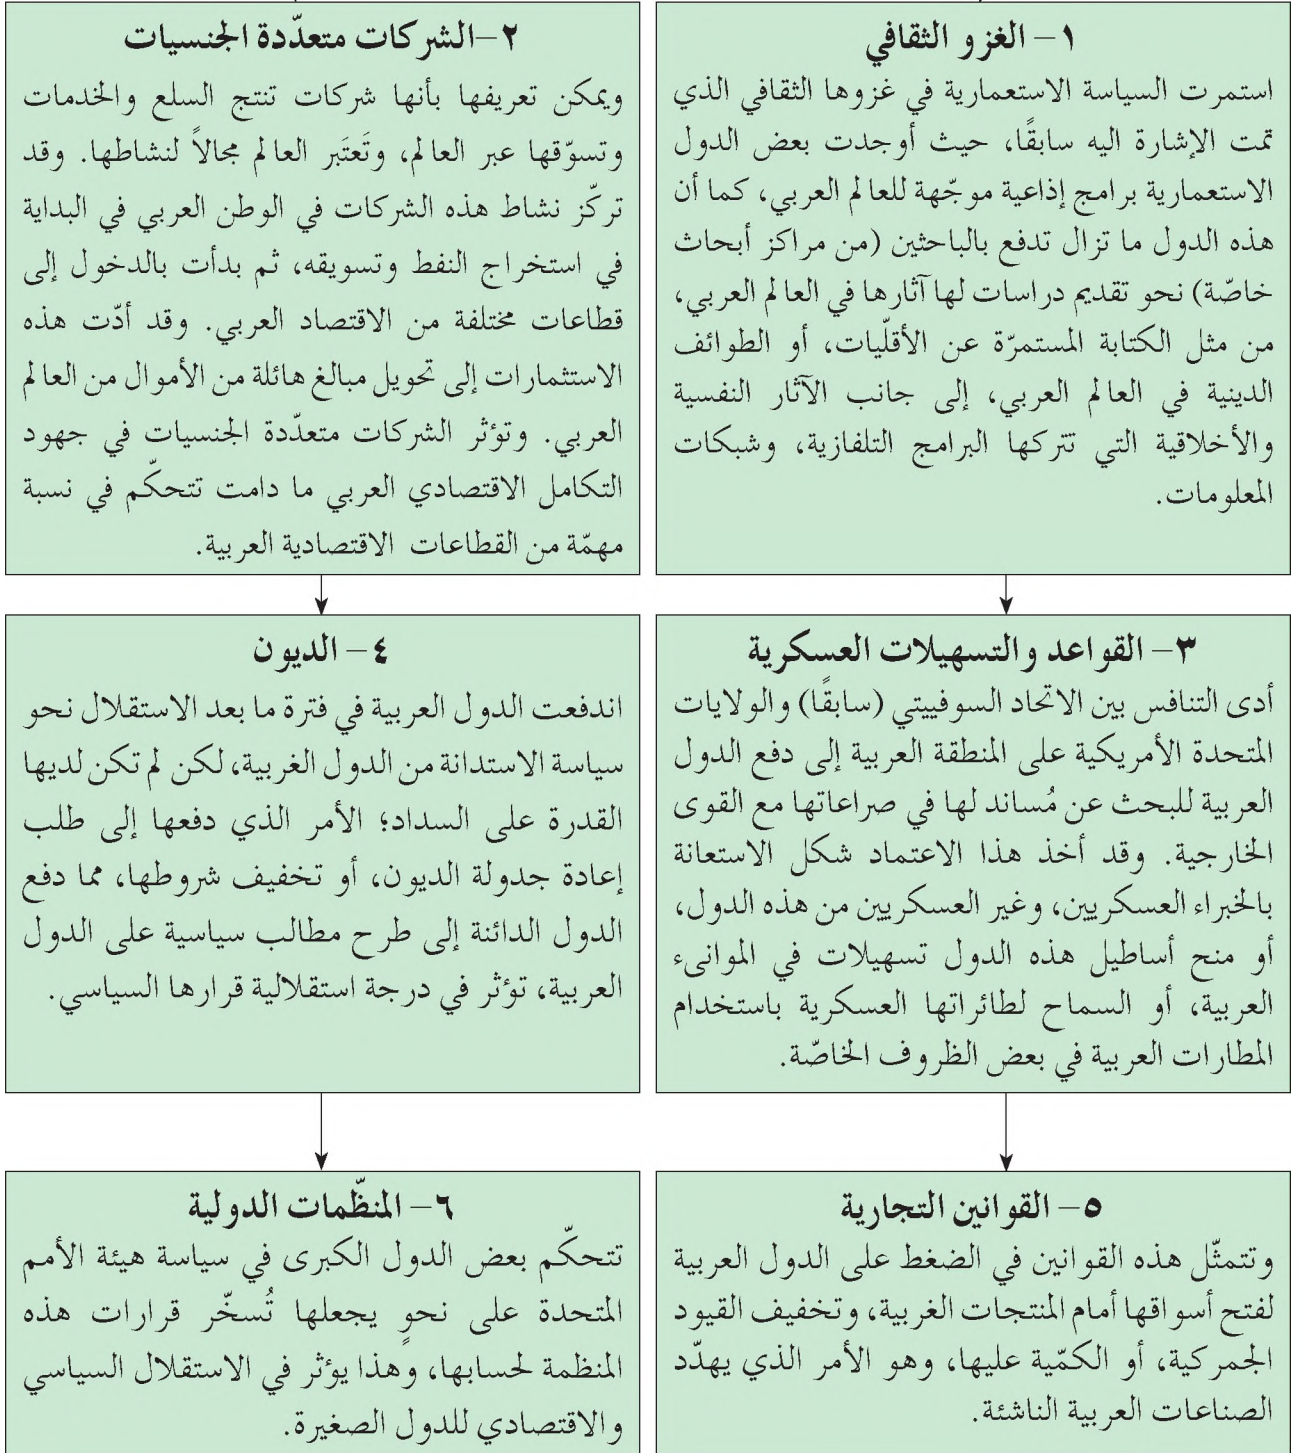 ١- الغزو الثقافي
استمرت السياسة الاستعمارية في غزوها الثقافي الذي
تمت الإشارة اليه سابقًا، حيث أوجدت بعض الدول
الاستعمارية برامج إذاعية موجّهة للعالم العربي، كما أن
هذه الدول ما تزال تدفع بالباحثين (من مراكز أبحاث
خاصّة) نحو تقديم دراسات لها آثارها في العالم العربي،
من مثل الكتابة المستمرّة عن الأقلّيات، أو الطوائف
الدينية في العالم العربي، إلى جانب الآثار النفسية
والأخلاقية التي تتركها البرامج التلفازية، وشبكات
المعلومات.
٢-الشركات متعدّدة الجنسيات
ويمكن تعريفها بأنها شركات تنتج السلع والخدمات
وتسوّقها عبر العالم، وتَعتَبر العالم مجالاً لنشاطها. وقد
تركّز نشاط هذه الشركات في الوطن العربي في البداية
في استخراج النفط وتسويقه، ثم بدأت بالدخول إلى
قطاعات مختلفة من الاقتصاد العربي. وقد أدّت هذه
الاستثمارات إلى تحويل مبالغ هائلة من الأموال من العالم
العربي. وتؤثر الشركات متعدّدة الجنسيات في جهود
التكامل الاقتصادي العربي ما دامت تتحكّم في نسبة
مهمّة من القطاعات الاقتصادية العربية.
٣- القواعد والتسهيلات العسكرية
أدى التنافس بين الاتحاد السوفييتي (سابقًا) والولايات
المتحدة الأمريكية على المنطقة العربية إلى دفع الدول
العربية للبحث عن مُساند لها في صراعاتها مع القوى
الخارجية. وقد أخذ هذا الاعتماد شكل الاستعانة
بالخبراء العسكريين، وغير العسكريين من هذه الدول،
أو منح أساطيل هذه الدول تسهيلات في الموانىء
العربية، أو السماح لطائراتها العسكرية باستخدام
المطارات العربية في بعض الظروف الخاصّة.
٤- الديون
اندفعت الدول العربية في فترة ما بعد الاستقلال نحو
سياسة الاستدانة من الدول الغربية، لكن لم تكن لديها
القدرة على السداد؛ الأمر الذي دفعها إلى طلب
إعادة جدولة الديون، أو تخفيف شروطها، مما دفع
الدول الدائنة إلى طرح مطالب سياسية على الدول
العربية، تؤثر في درجة استقلالية قرارها السياسي.
٥- القوانين التجارية
وتتمثّل هذه القوانين في الضغط على الدول العربية
لفتح أسواقها أمام المنتجات الغربية، وتخفيف القيود
الجمركية، أو الكمّية عليها، وهو الأمر الذي يهدّد
الصناعات العربية الناشئة.
٦- المنظّمات الدولية
تتحكّم بعض الدول الكبرى في سياسة هيئة الأمم
المتحدة على نحوٍ يجعلها تُسخّر قرارات هذه
المنظمة لحسابها، وهذا يؤثر في الاستقلال السياسي
والاقتصادي للدول الصغيرة.